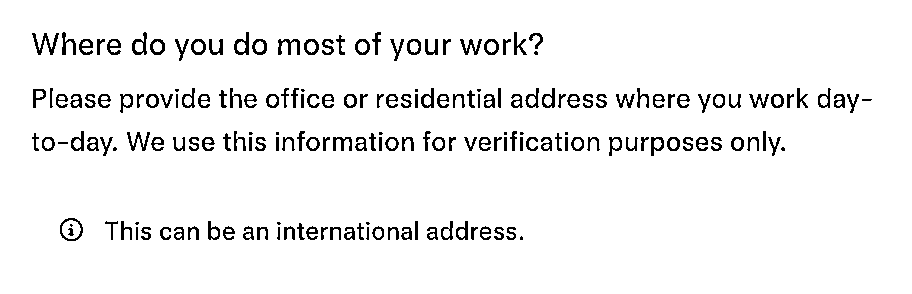 Where do you do most of your work?
Please provide the office or residential address where you work day-
to-day. We use this information for verification purposes only.
This can be an international address.